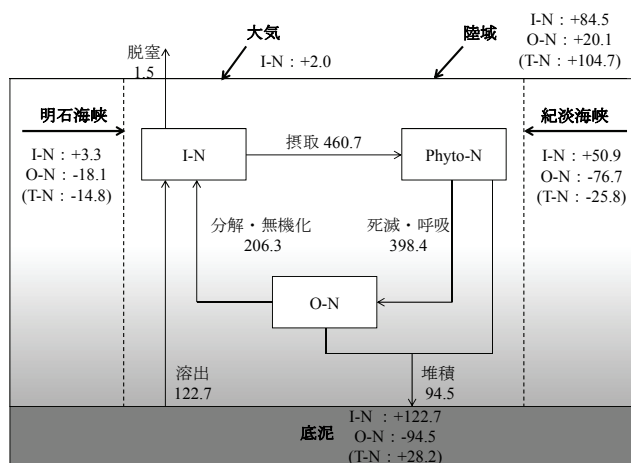 大気
I-N：+2.0
陸域
I-N：+84.5
O-N：+20.1
(T-N：+104.7)
脱窒
1.5
明石海峡
I-N：+3.3
O-N：-18.1
(T-N：-14.8)
紀淡海峡
I-N：+50.9
O-N：-76.7
(T-N：-25.8)
I-N
摂取 460.7
Phyto-N
分解・無機化
206.3
死滅・呼吸
398.4
O-N
溶出
122.7
堆積
94.5
底泥
I-N ：+122.7
O-N：-94.5
(T-N：+28.2)